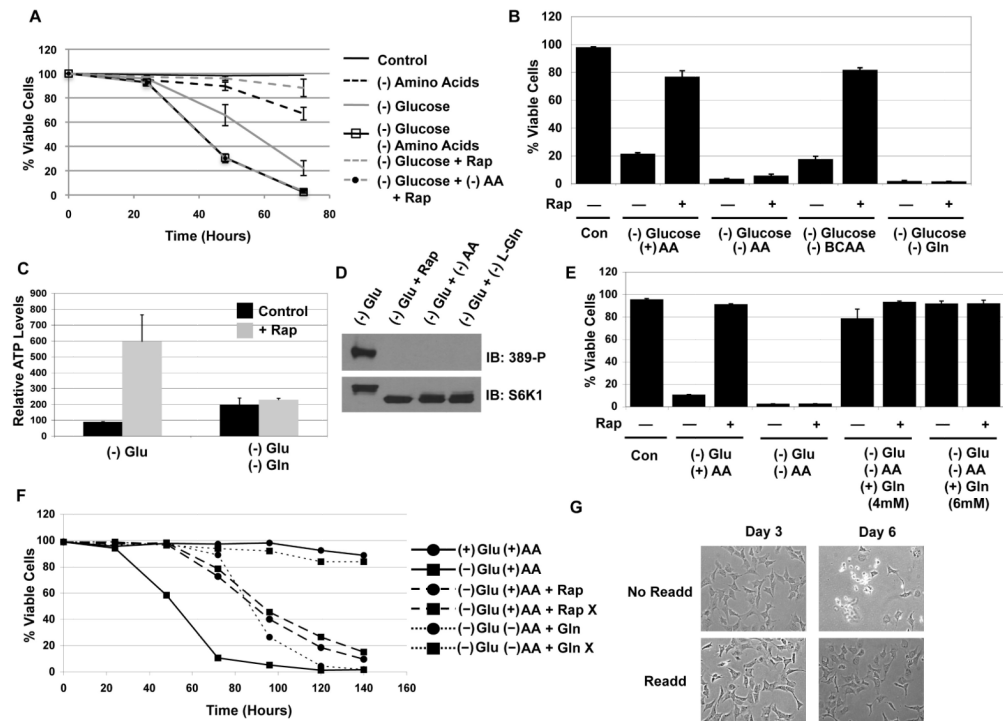 A
120
100
80
60
40
20
0
% Viable Cells
0
20
40
60
80
Time (Hours)
Control
(-) Amino Acids
(-) Glucose
(-) Glucose
(-) Amino Acids
(-) Glucose + Rap
(-) Glucose + (-) AA
+ Rap
B
120
100
80
60
40
20
0
% Viable Cells
Rap — — + — + — + — +
Con
(-) Glucose
(+) AA
(-) Glucose
(-) AA
(-) Glucose
(-) BCAA
(-) Glucose
(-) Gln
C
900
800
700
600
500
400
300
200
100
0
Relative ATP Levels
Control
+ Rap
(-) Glu
(-) Glu
(-) Gln
D
(-) Glu
(-) Glu + Rap
(-) Glu + (-) AA
(-) Glu + (-) L-Gln
IB: 389-P
IB: S6K1
E
120
100
80
60
40
20
0
% Viable Cells
Rap — — + — + — + — +
Con
(-) Glu
(+) AA
(-) Glu
(-) AA
(-) Glu
(-) AA
(+) Gln
(4mM)
(-) Glu
(-) AA
(+) Gln
(6mM)
F
120
100
80
60
40
20
0
% Viable Cells
0
20
40
60
80
100
120
140
160
Time (Hours)
(+)Glu (+)AA
(−)Glu (+)AA
(−)Glu (+)AA + Rap
(−)Glu (+)AA + Rap X
(−)Glu (−)AA + Gln
(−)Glu (−)AA + Gln X
G
Day 3
Day 6
No Readd
Readd